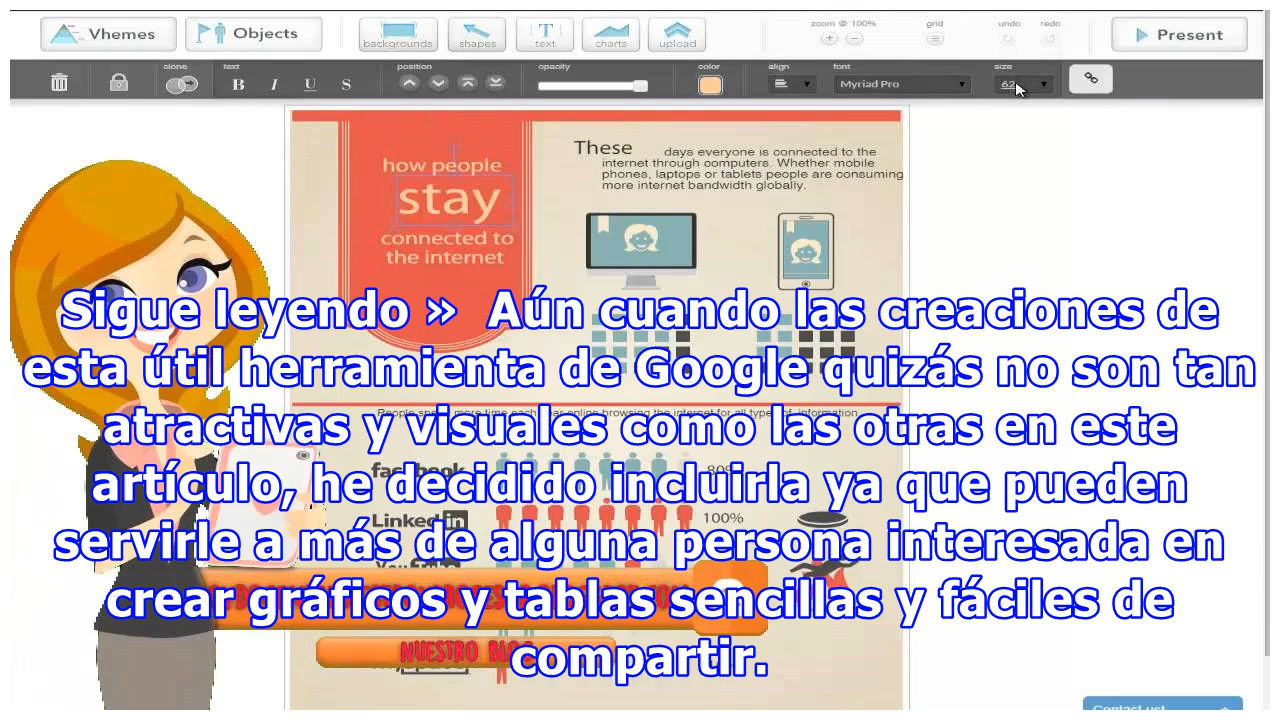 Vhemes
Objects
backgrounds
shapes
text
charts
upload
zoom @ 100%
grid
undo
redo
Present
clone
text
position
opacity
color
align
font
size
B I U S
Myriad Pro
62
how people
stay
connected to
the internet
These days everyone is connected to the
internet through computers. Whether mobile
phones, laptops or tablets people are consuming
more internet bandwidth globally.
Sigue leyendo » Aún cuando las creaciones de
esta útil herramienta de Google quizás no son tan
atractivas y visuales como las otras en este
artículo, he decidido incluirla ya que pueden
servirle a más de alguna persona interesada en
crear gráficos y tablas sencillas y fáciles de
compartir.
Linked in
100%
NUESTRO
Contact us!